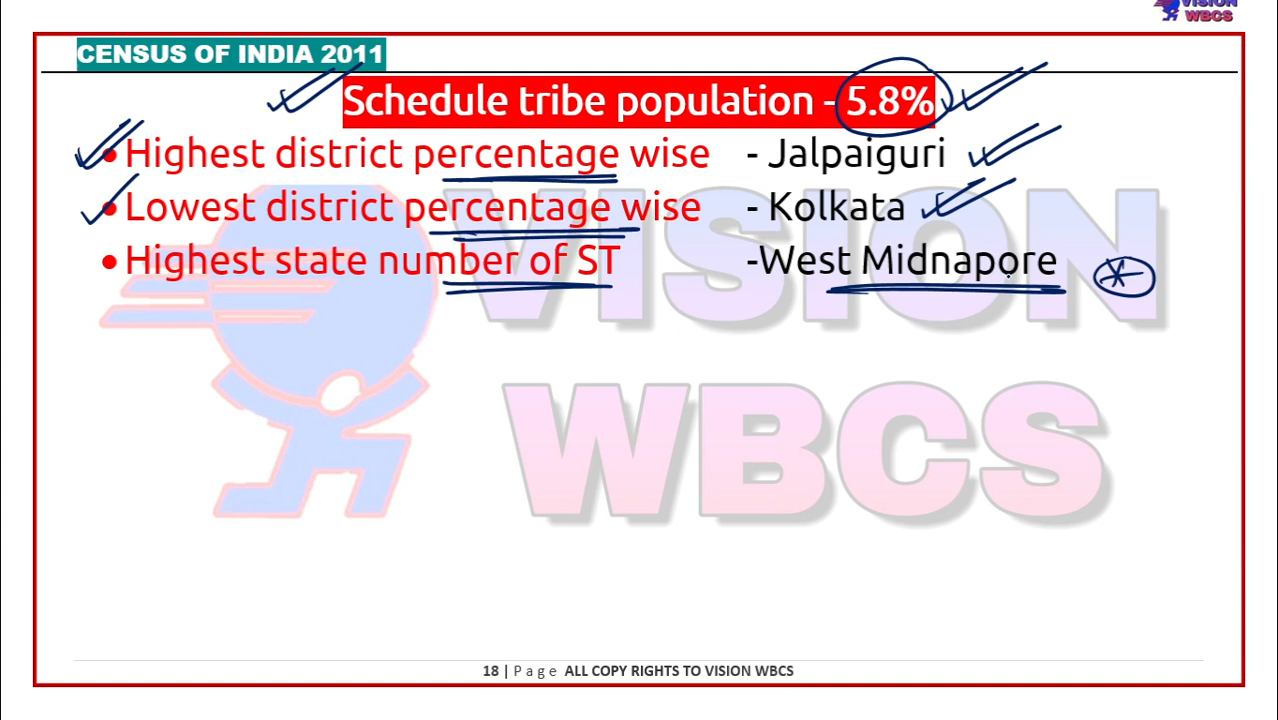 VISION
WBCS
CENSUS OF INDIA 2011
Schedule tribe population - 5.8%
• Highest district percentage wise - Jalpaiguri
• Lowest district percentage wise - Kolkata
• Highest state number of ST -West Midnapore
VISION
WBCS
18 | Page ALL COPY RIGHTS TO VISION WBCS